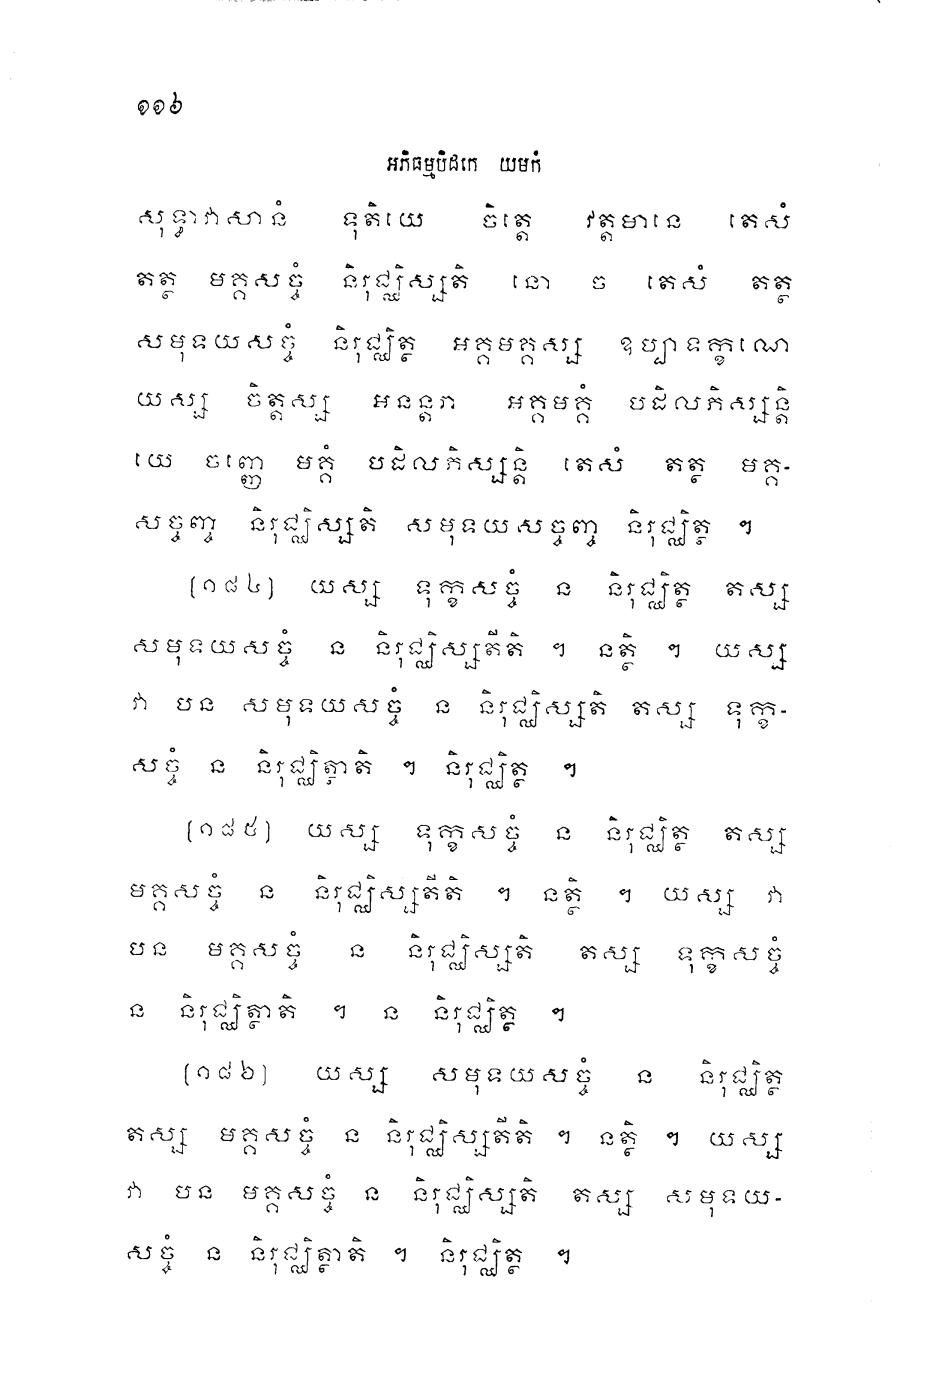 ១១៦
អភិធម្មបិដកេ យមកំ
សុទ្ធាវាសានំ ទុតិយេ ចិត្តេ វត្តមានេ តេសំ
តត្ថ មគ្គសច្ចំ និរុជ្ឈិស្សតិ នោ ច តេសំ តត្ថ
សមុទយសច្ចំ និរុជ្ឈិត្ថ អគ្គមគ្គស្ស ឧប្បាទក្ខណេ
យស្ស ចិត្តស្ស អនន្តរា អគ្គមគ្គំ បដិលភិស្សន្តិ
យេ ចញ្ញេ មគ្គំ បដិលភិស្សន្តិ តេសំ តត្ថ មគ្គ-
សច្ចញ្ច និរុជ្ឈិស្សតិ សមុទយសច្ចញ្ច និរុជ្ឈិត្ថ ។
(១៨៤) យស្ស ទុក្ខសច្ចំ ន និរុជ្ឈិត្ថ តស្ស
សមុទយសច្ចំ ន និរុជ្ឈិស្សតីតិ ។ នត្ថិ ។ យស្ស
វា បន សមុទយសច្ចំ ន និរុជ្ឈិស្សតិ តស្ស ទុក្ខ-
សច្ចំ ន និរុជ្ឈិត្ថាតិ ។ និរុជ្ឈិត្ថ ។
(១៨៥) យស្ស ទុក្ខសច្ចំ ន និរុជ្ឈិត្ថ តស្ស
មគ្គសច្ចំ ន និរុជ្ឈិស្សតីតិ ។ នត្ថិ ។ យស្ស វា
បន មគ្គសច្ចំ ន និរុជ្ឈិស្សតិ តស្ស ទុក្ខសច្ចំ
ន និរុជ្ឈិត្ថាតិ ។ ន និរុជ្ឈិត្ថ ។
(១៨៦) យស្ស សមុទយសច្ចំ ន និរុជ្ឈិត្ថ
តស្ស មគ្គសច្ចំ ន និរុជ្ឈិស្សតីតិ ។ នត្ថិ ។ យស្ស
វា បន មគ្គសច្ចំ ន និរុជ្ឈិស្សតិ តស្ស សមុទយ-
សច្ចំ ន និរុជ្ឈិត្ថាតិ ។ និរុជ្ឈិត្ថ ។